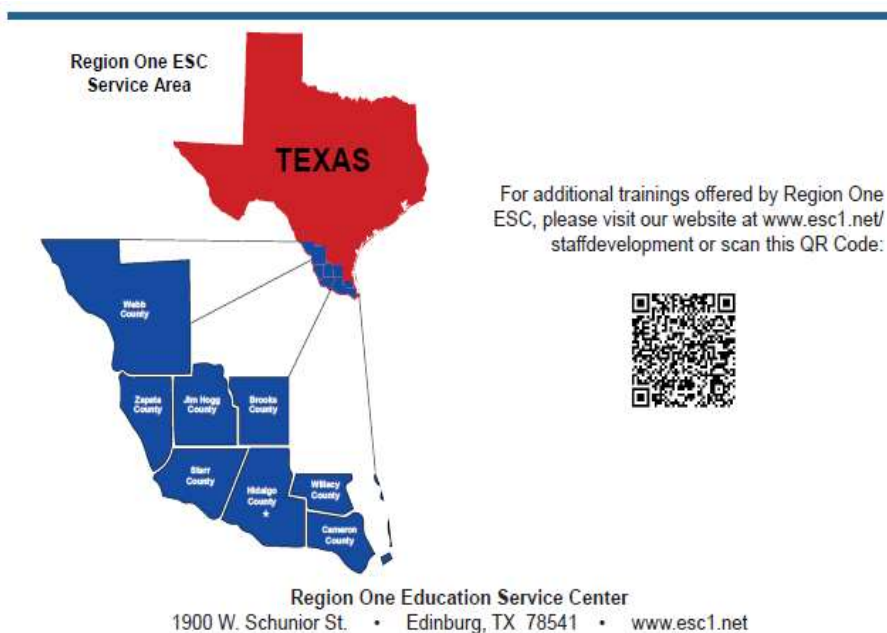 Region One ESC
Service Area
TEXAS
For additional trainings offered by Region One
ESC, please visit our website at www.esc1.net/
staffdevelopment or scan this QR Code:
Webb
County
Zapata
County
Jim Hogg
County
Brooks
County
Starr
County
Hidalgo
County
*
Willacy
County
Cameron
County
Region One Education Service Center
1900 W. Schunior St. • Edinburg, TX 78541 • www.esc1.net